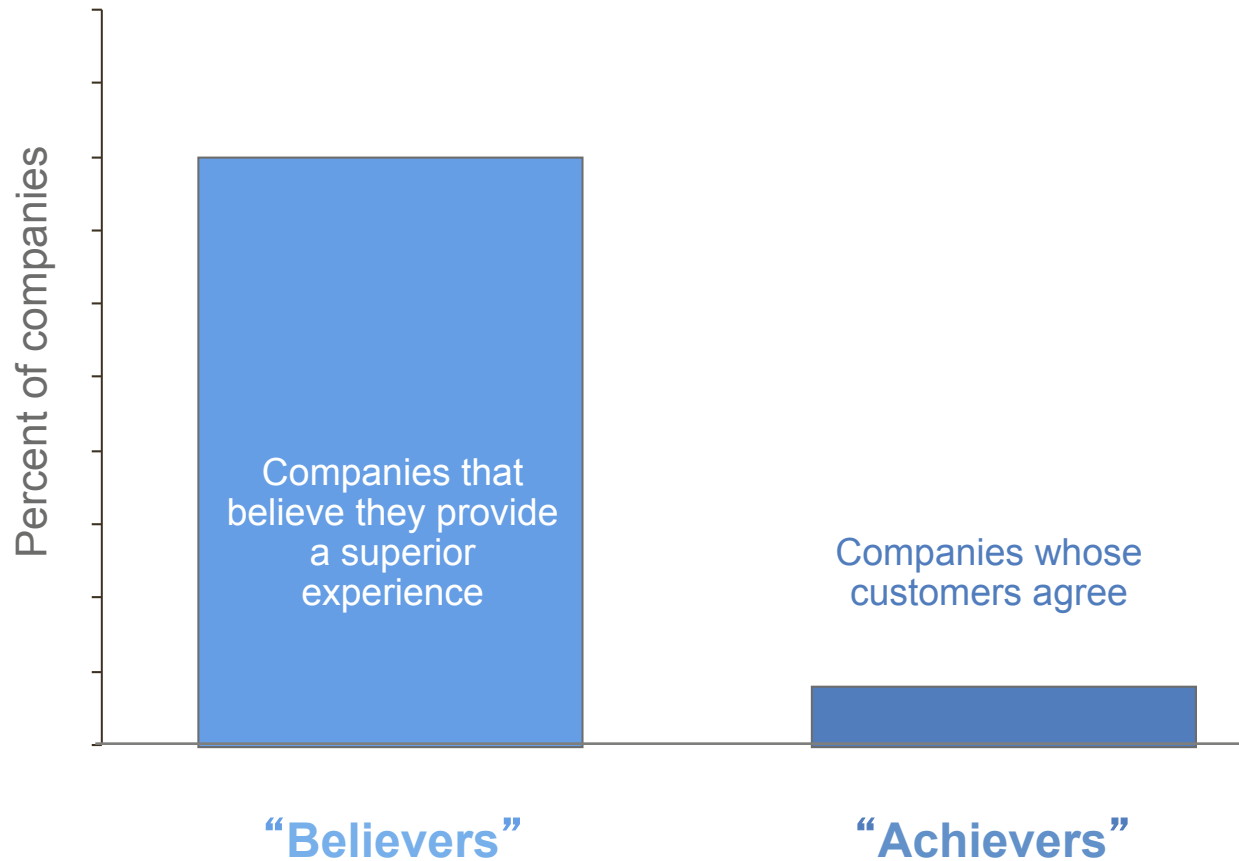 Percent of companies
Companies that
believe they provide
a superior
experience
Companies whose
customers agree
“Believers”
“Achievers”